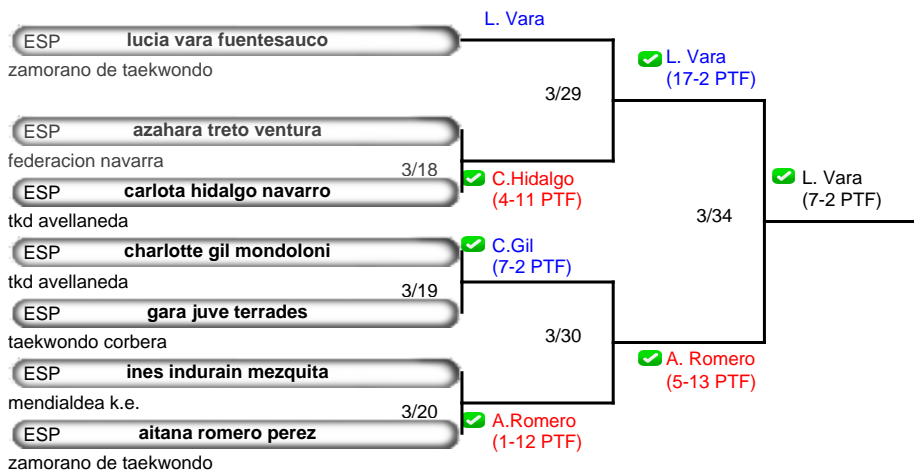 L. Vara
ESP lucia vara fuentesauco
zamorano de taekwondo
L. Vara
(17-2 PTF)
3/29
ESP azahara treto ventura
federacion navarra
3/18
C.Hidalgo
(4-11 PTF)
ESP carlota hidalgo navarro
tkd avellaneda
L. Vara
(7-2 PTF)
3/34
ESP charlotte gil mondoloni
C.Gil
(7-2 PTF)
tkd avellaneda
3/19
ESP gara juve terrades
taekwondo corbera
3/30
ESP ines indurain mezquita
A. Romero
(5-13 PTF)
mendialdea k.e.
3/20
A.Romero
(1-12 PTF)
ESP aitana romero perez
zamorano de taekwondo